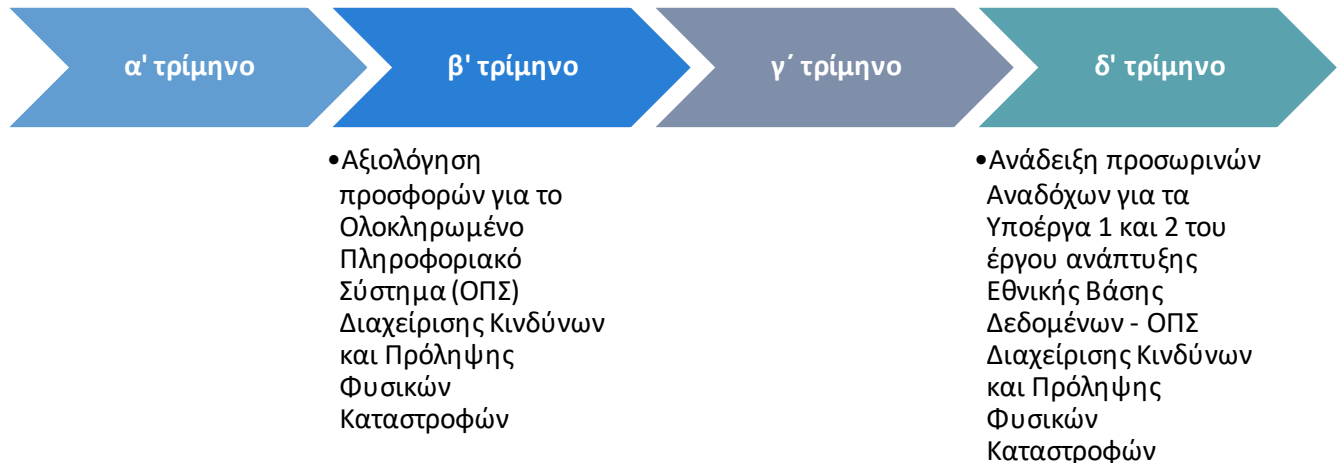 α' τρίμηνο
β' τρίμηνο
γ΄ τρίμηνο
δ' τρίμηνο
•Αξιολόγηση
προσφορών για το
Ολοκληρωμένο
Πληροφοριακό
Σύστημα (ΟΠΣ)
Διαχείρισης Κινδύνων
και Πρόληψης
Φυσικών
Καταστροφών
•Ανάδειξη προσωρινών
Αναδόχων για τα
Υποέργα 1 και 2 του
έργου ανάπτυξης
Εθνικής Βάσης
Δεδομένων - ΟΠΣ
Διαχείρισης Κινδύνων
και Πρόληψης
Φυσικών
Καταστροφών